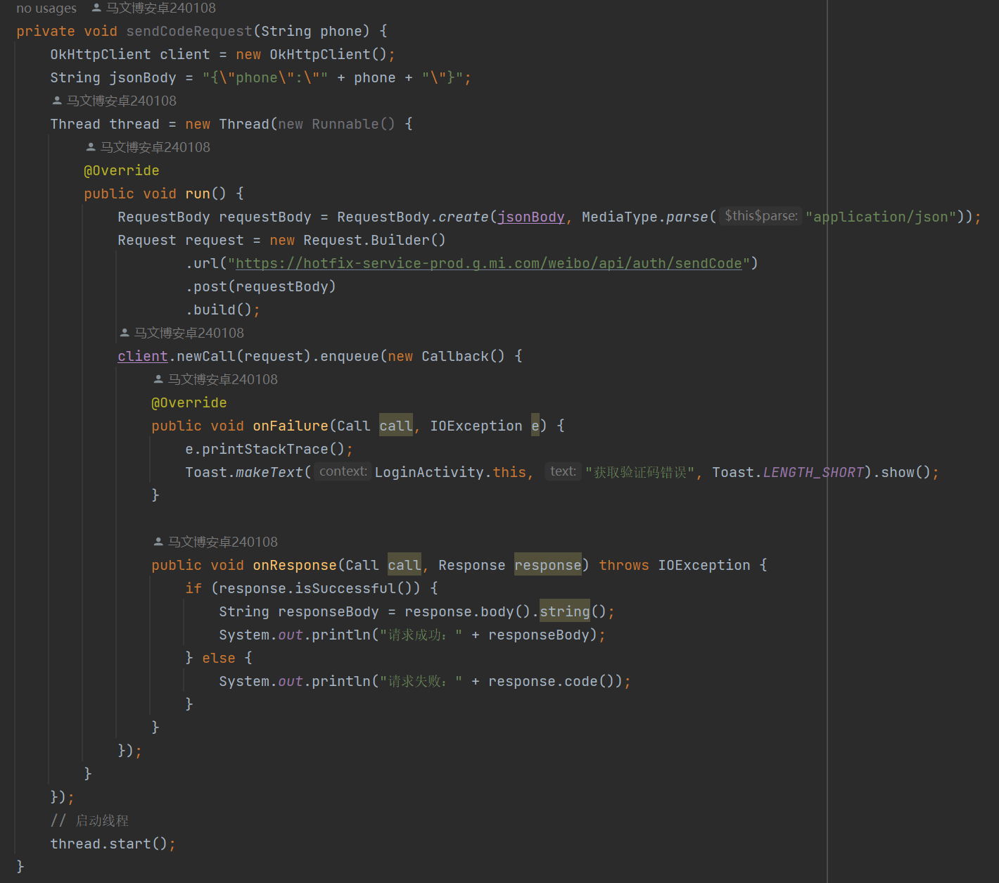 no usages 马文博安卓240108
private void sendCodeRequest(String phone) {
OkHttpClient client = new OkHttpClient();
String jsonBody = "{\"phone\":\"" + phone + "\"}";
马文博安卓240108
Thread thread = new Thread(new Runnable() {
马文博安卓240108
@Override
public void run() {
RequestBody requestBody = RequestBody.create(jsonBody, MediaType.parse( $this$parse: "application/json"));
Request request = new Request.Builder()
.url("https://hotfix-service-prod.g.mi.com/weibo/api/auth/sendCode")
.post(requestBody)
.build();
马文博安卓240108
client.newCall(request).enqueue(new Callback() {
马文博安卓240108
@Override
public void onFailure(Call call, IOException e) {
e.printStackTrace();
Toast.makeText( context: LoginActivity.this, text: "获取验证码错误", Toast.LENGTH_SHORT).show();
}
马文博安卓240108
public void onResponse(Call call, Response response) throws IOException {
if (response.isSuccessful()) {
String responseBody = response.body().string();
System.out.println("请求成功：" + responseBody);
} else {
System.out.println("请求失败：" + response.code());
}
}
});
}
});
// 启动线程
thread.start();
}